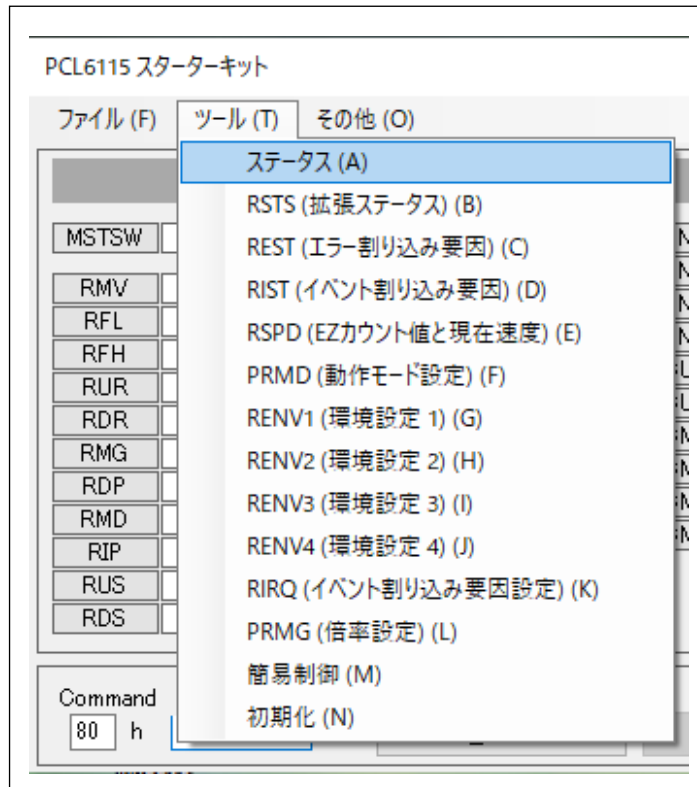 PCL6115 スターターキット
ファイル (F) ツール (T) その他 (O)
ステータス (A)
RSTS (拡張ステータス) (B)
REST (エラー割り込み要因) (C)
RIST (イベント割り込み要因) (D)
RSPD (EZカウント値と現在速度) (E)
PRMD (動作モード設定) (F)
RENV1 (環境設定 1) (G)
RENV2 (環境設定 2) (H)
RENV3 (環境設定 3) (I)
RENV4 (環境設定 4) (J)
RIRQ (イベント割り込み要因設定) (K)
PRMG (倍率設定) (L)
簡易制御 (M)
初期化 (N)
MSTSW
RMV
RFL
RFH
RUR
RDR
RMG
RDP
RMD
RIP
RUS
RDS
Command
80 h